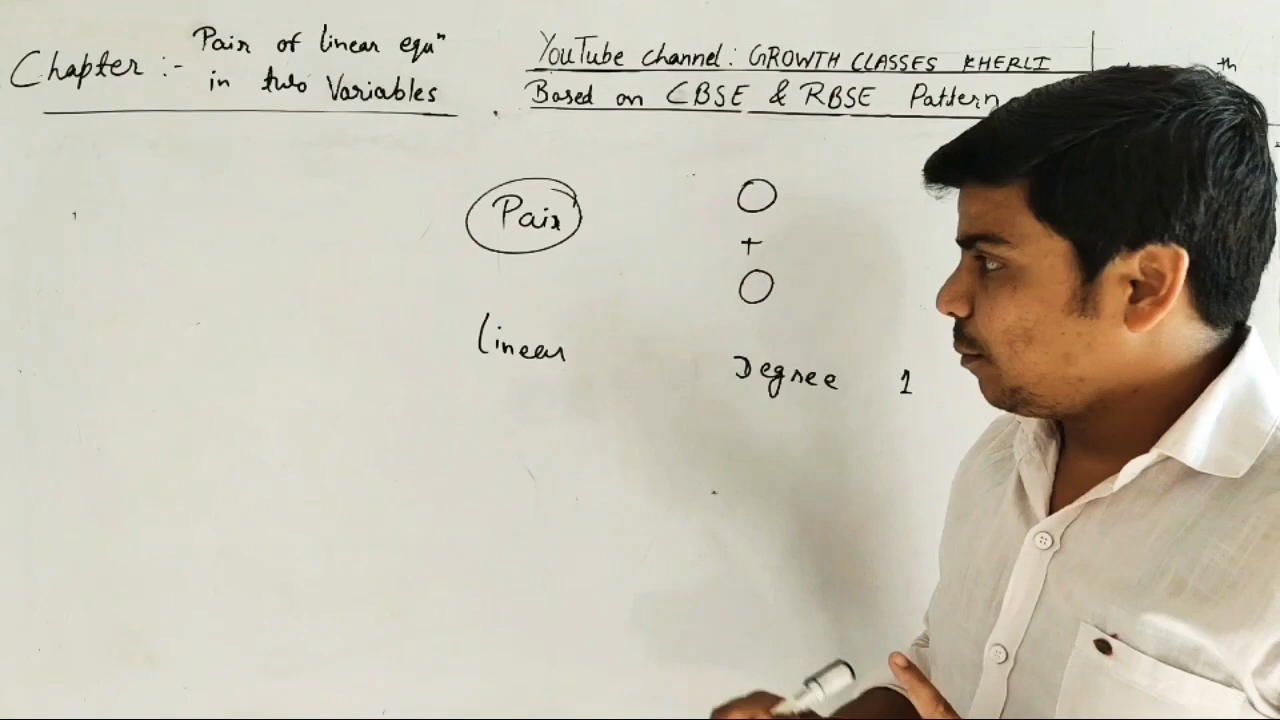 Chapter :- Pair of linear equⁿ
in two Variables
YouTube channel: GROWTH CLASSES KHERLI
Based on CBSE & RBSE Pattern
th
Pair
+
linear
Degree 1